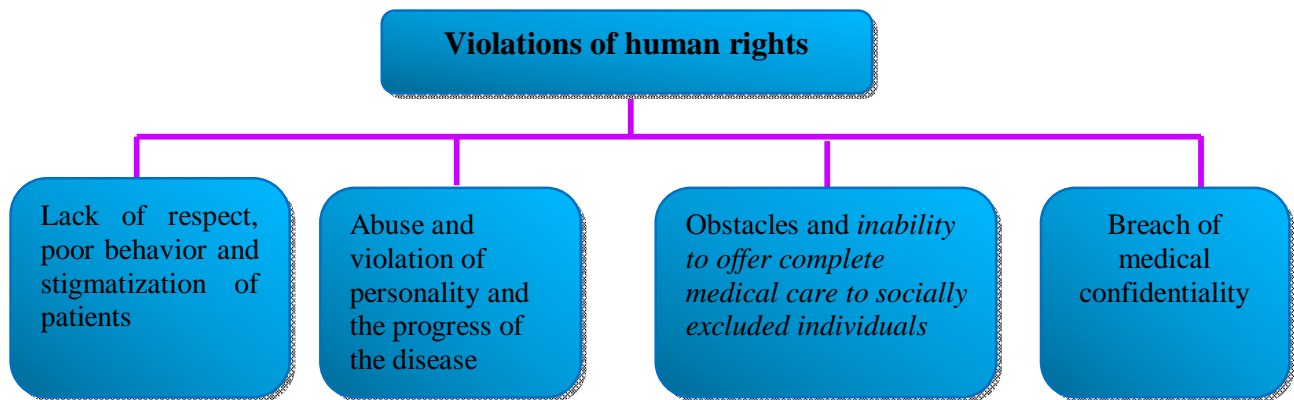 Violations of human rights
Lack of respect,
poor behavior and
stigmatization of
patients
Abuse and
violation of
personality and
the progress of
the disease
Obstacles and inability
to offer complete
medical care to socially
excluded individuals
Breach of
medical
confidentiality